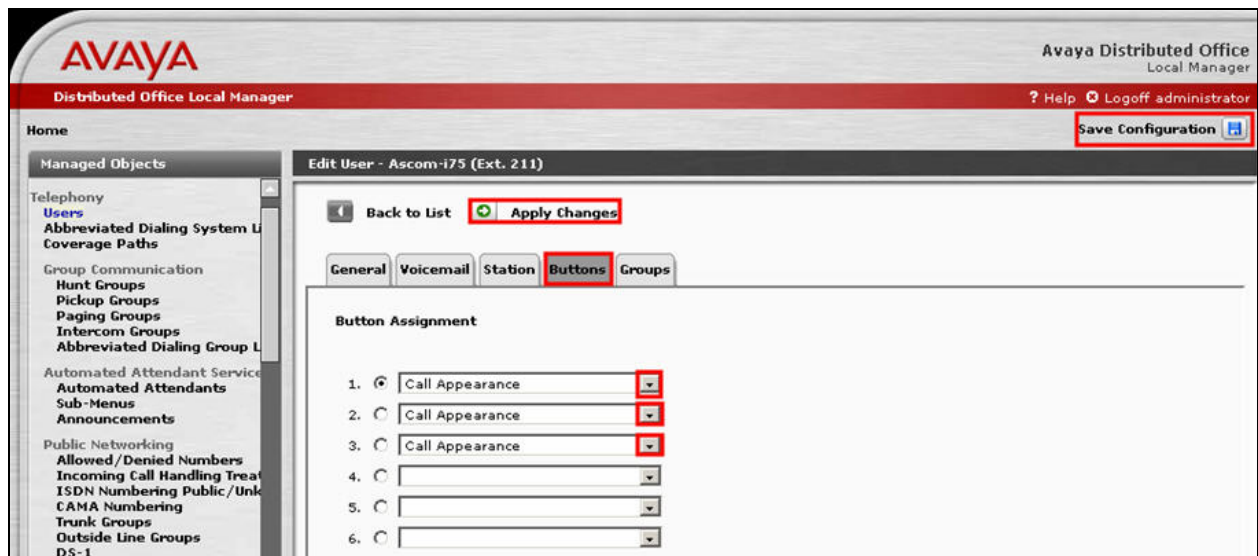 AVAYA
Avaya Distributed Office
Local Manager
Distributed Office Local Manager
? Help
Logoff administrator
Home
Save Configuration
Managed Objects
Edit User - Ascom-i75 (Ext. 211)
Telephony
Users
Abbreviated Dialing System Li
Coverage Paths
Group Communication
Hunt Groups
Pickup Groups
Paging Groups
Intercom Groups
Abbreviated Dialing Group L
Automated Attendant Service
Automated Attendants
Sub-Menus
Announcements
Public Networking
Allowed/Denied Numbers
Incoming Call Handling Treat
ISDN Numbering Public/Unk
CAMA Numbering
Trunk Groups
Outside Line Groups
DS-1
Back to List
Apply Changes
General Voicemail Station Buttons Groups
Button Assignment
1. Call Appearance
2. Call Appearance
3. Call Appearance
4.
5.
6.